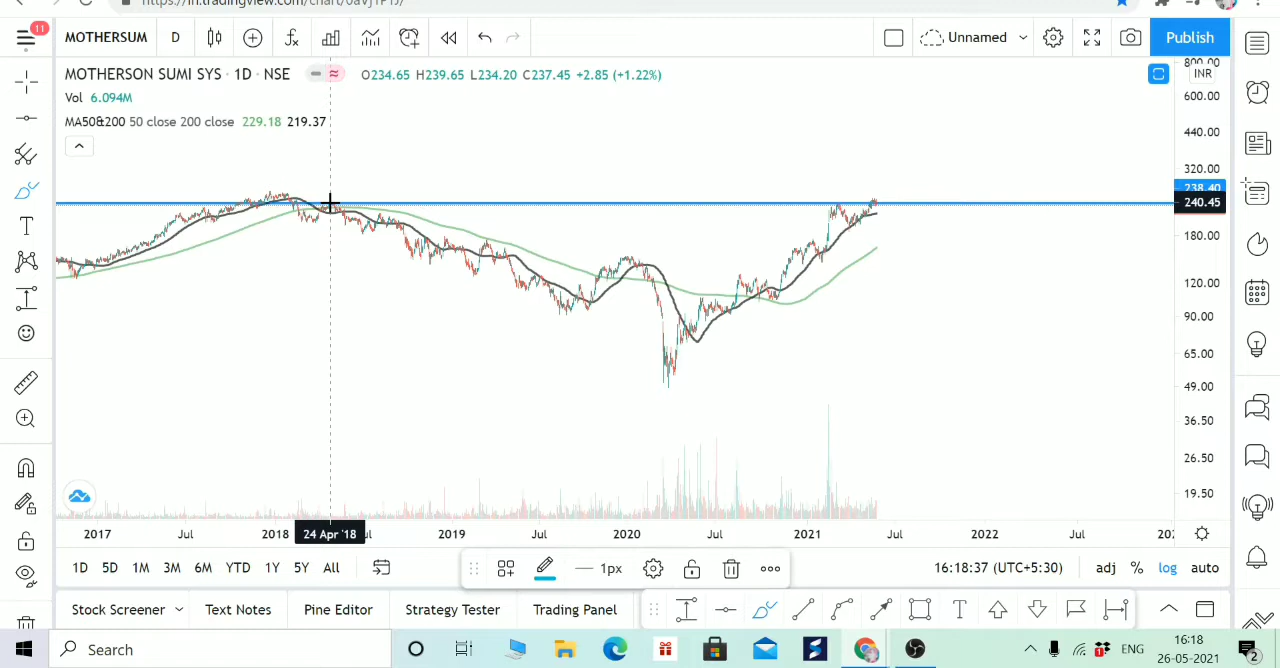 11
MOTHERSUM D Unnamed Publish
MOTHERSON SUMI SYS · 1D · NSE O234.65 H239.65 L234.20 C237.45 +2.85 (+1.22%)
INR
Vol 6.094M
MA50&200 50 close 200 close 229.18 219.37
800.00
600.00
440.00
320.00
238.40
240.45
180.00
120.00
90.00
65.00
49.00
36.50
26.50
19.50
2017 Jul 2018 24 Apr '18 2019 Jul 2020 Jul 2021 Jul 2022 Jul
1D 5D 1M 3M 6M YTD 1Y 5Y All 1px 16:18:37 (UTC+5:30) adj % log auto
Stock Screener Text Notes Pine Editor Strategy Tester Trading Panel
Search ENG 16:18
26-05-2021 2